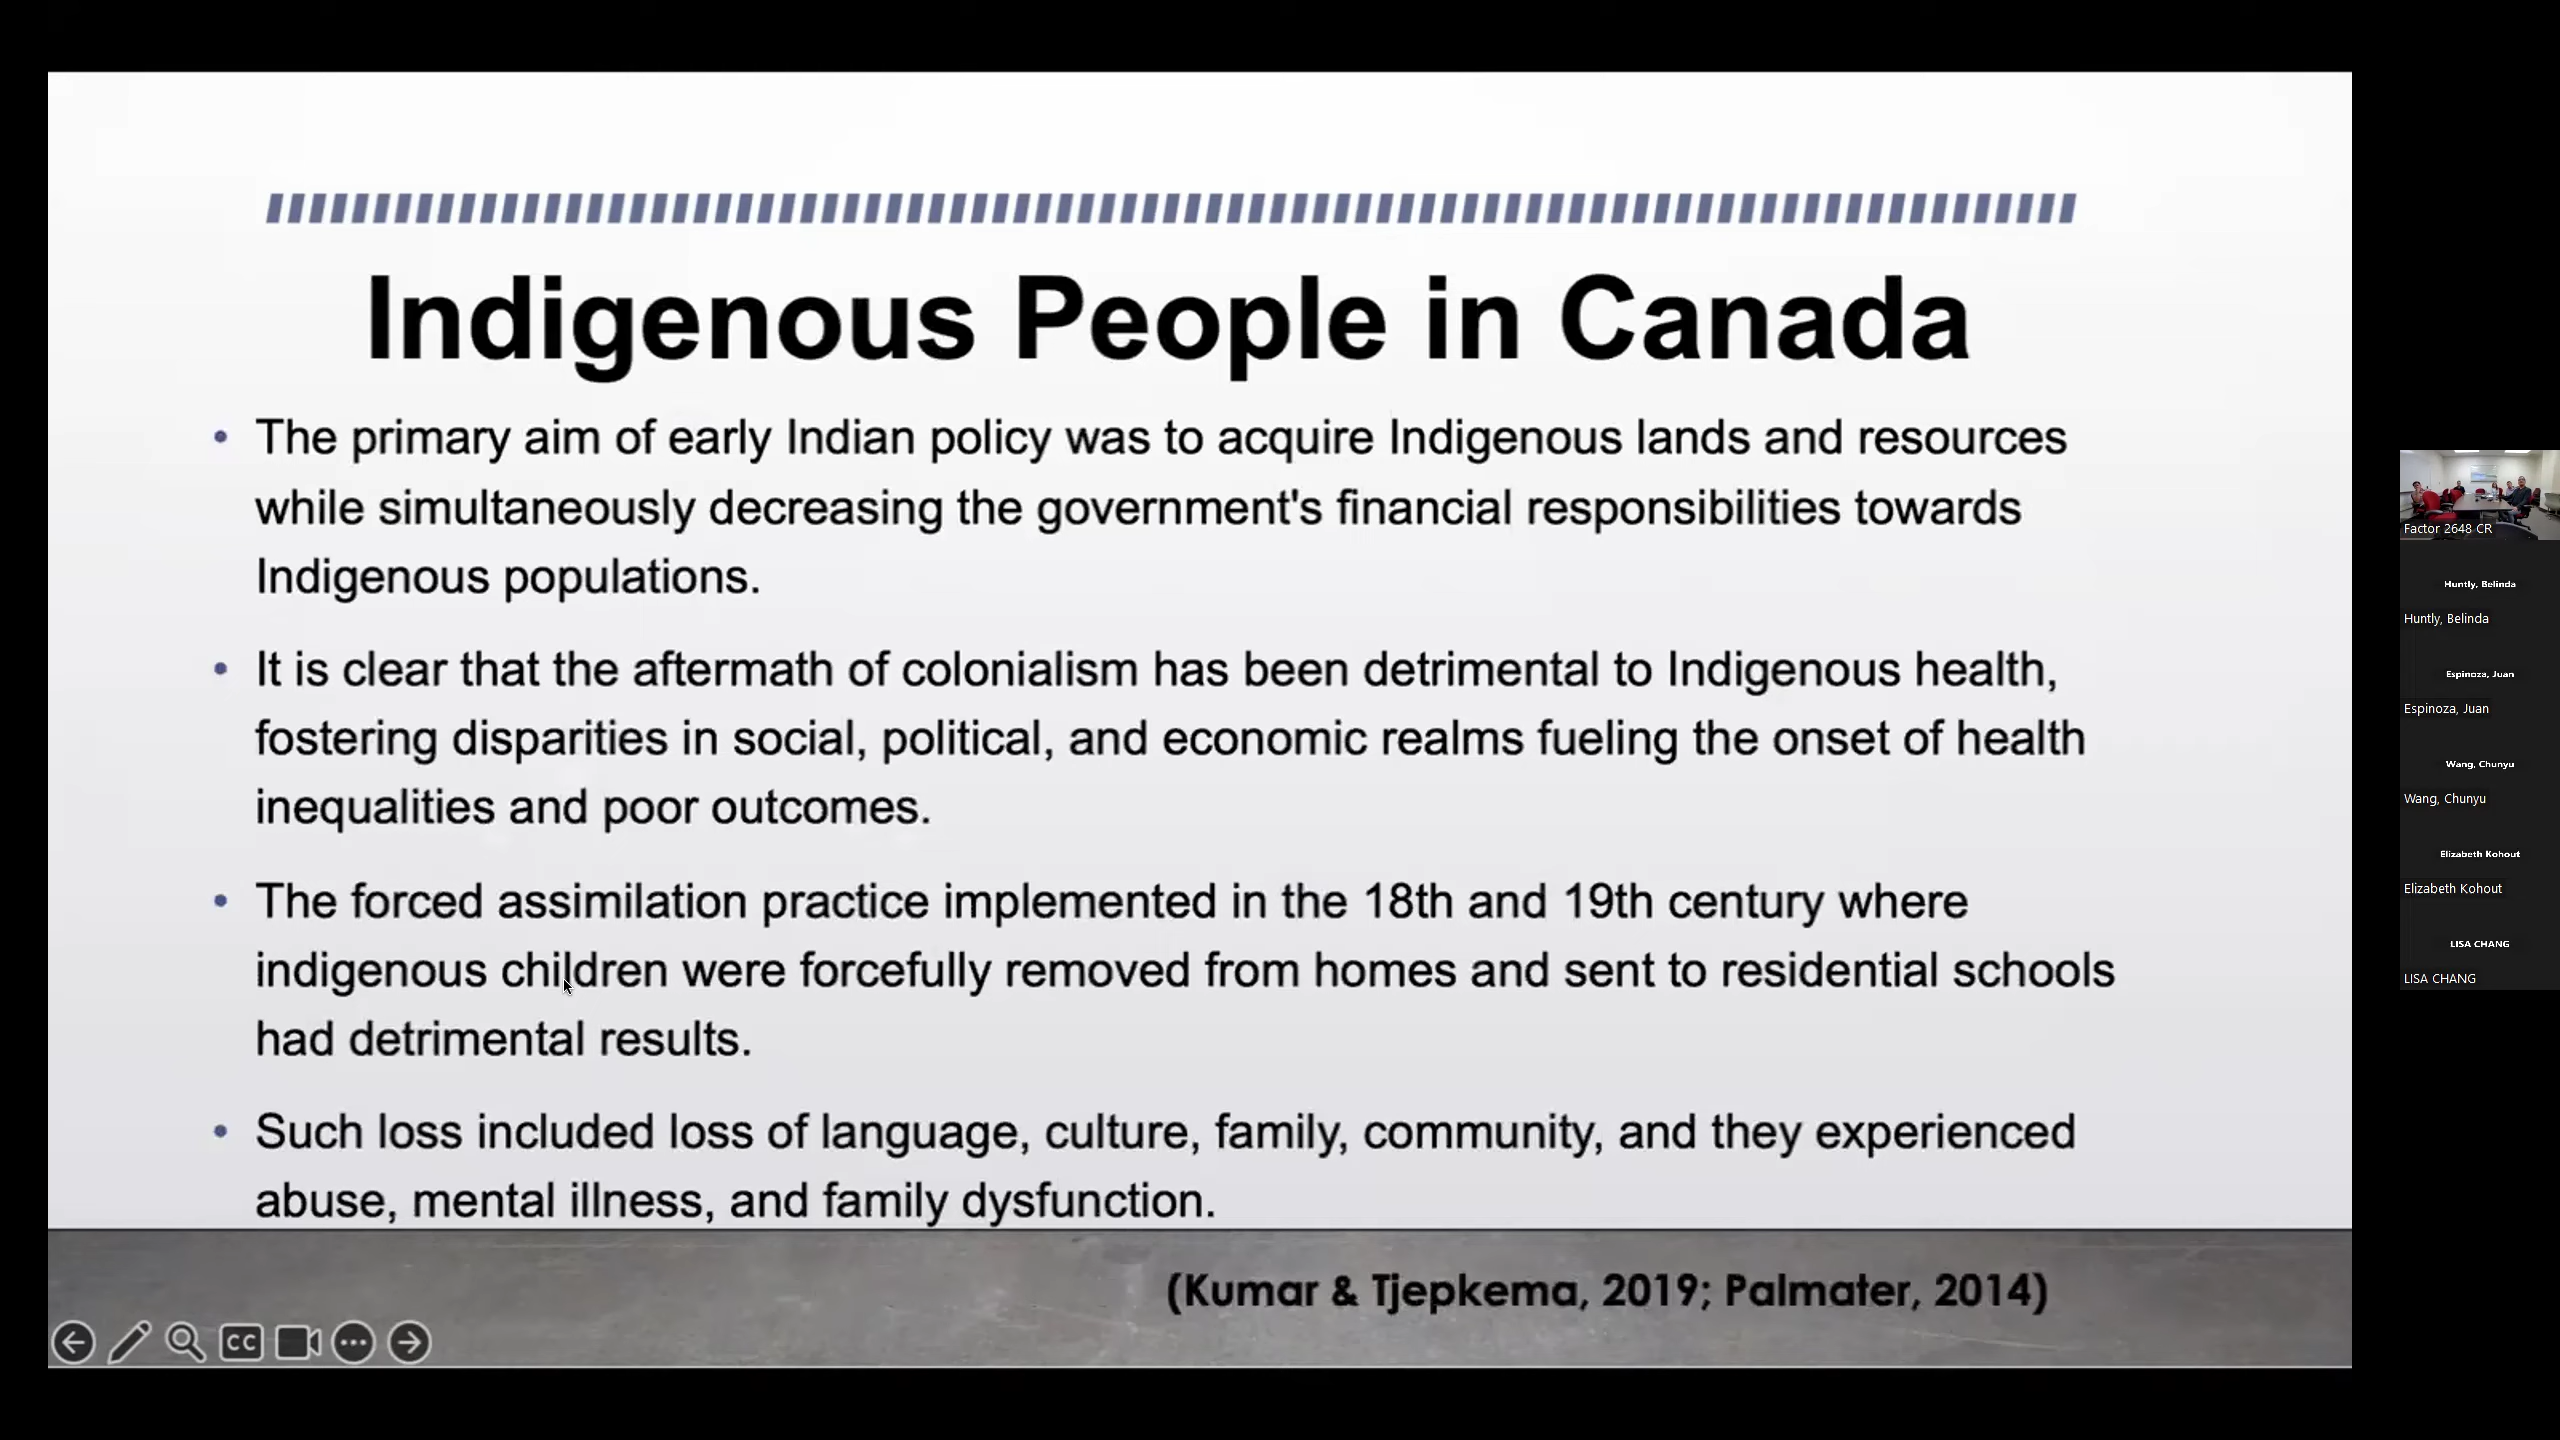 Indigenous People in Canada
• The primary aim of early Indian policy was to acquire Indigenous lands and resources
while simultaneously decreasing the government's financial responsibilities towards
Indigenous populations.
• It is clear that the aftermath of colonialism has been detrimental to Indigenous health,
fostering disparities in social, political, and economic realms fueling the onset of health
inequalities and poor outcomes.
• The forced assimilation practice implemented in the 18th and 19th century where
indigenous children were forcefully removed from homes and sent to residential schools
had detrimental results.
• Such loss included loss of language, culture, family, community, and they experienced
abuse, mental illness, and family dysfunction.
(Kumar & Tjepkema, 2019; Palmater, 2014)
CC
Factor 2648 CR
Huntly, Belinda
Huntly, Belinda
Espinoza, Juan
Espinoza, Juan
Wang, Chunyu
Wang, Chunyu
Elizabeth Kohout
Elizabeth Kohout
LISA CHANG
LISA CHANG